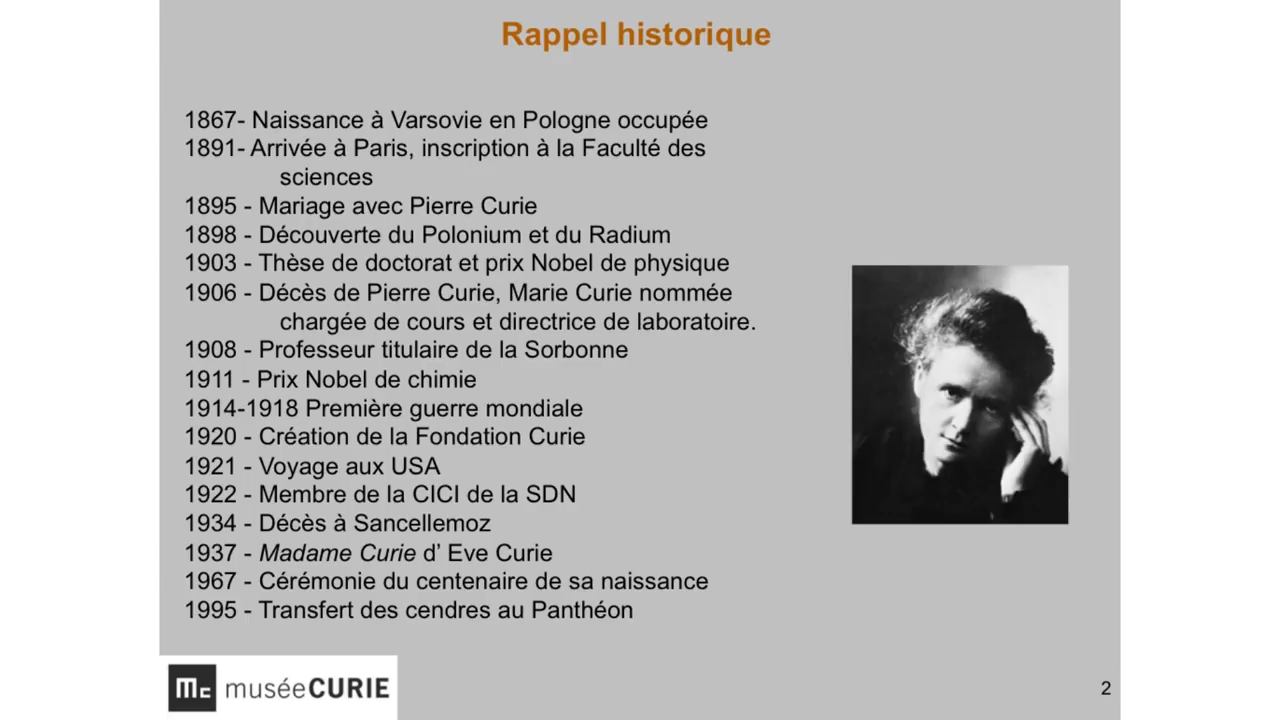 Rappel historique
1867- Naissance à Varsovie en Pologne occupée
1891- Arrivée à Paris, inscription à la Faculté des
sciences
1895 - Mariage avec Pierre Curie
1898 - Découverte du Polonium et du Radium
1903 - Thèse de doctorat et prix Nobel de physique
1906 - Décès de Pierre Curie, Marie Curie nommée
chargée de cours et directrice de laboratoire.
1908 - Professeur titulaire de la Sorbonne
1911 - Prix Nobel de chimie
1914-1918 Première guerre mondiale
1920 - Création de la Fondation Curie
1921 - Voyage aux USA
1922 - Membre de la CICI de la SDN
1934 - Décès à Sancellemoz
1937 - Madame Curie d’ Eve Curie
1967 - Cérémonie du centenaire de sa naissance
1995 - Transfert des cendres au Panthéon
Mc muséeCURIE
2